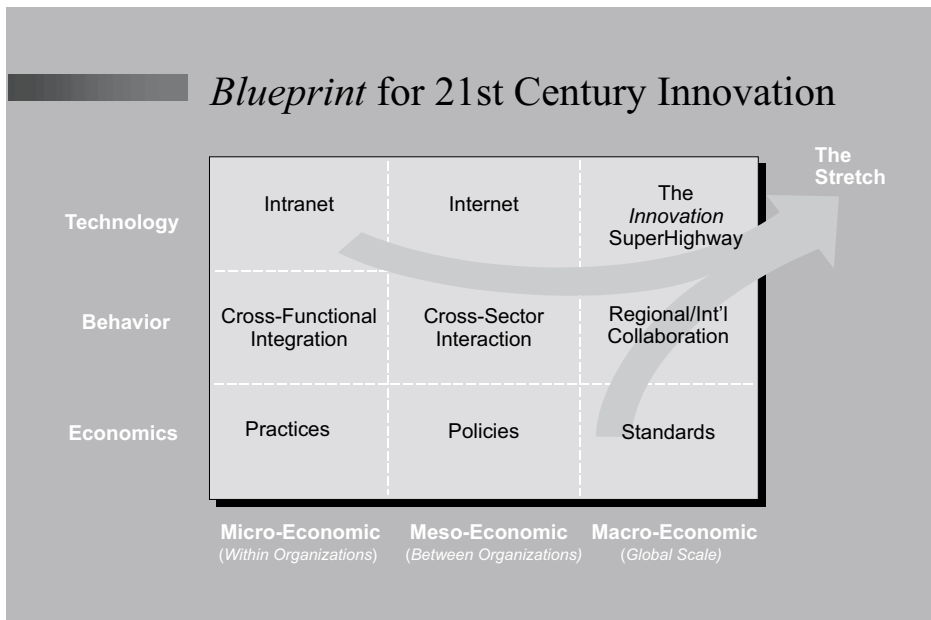 Blueprint for 21st Century Innovation
The
Stretch
Technology
Intranet
Internet
The
Innovation
SuperHighway
Behavior
Cross-Functional
Integration
Cross-Sector
Interaction
Regional/Int'l
Collaboration
Economics
Practices
Policies
Standards
Micro-Economic
(Within Organizations)
Meso-Economic
(Between Organizations)
Macro-Economic
(Global Scale)